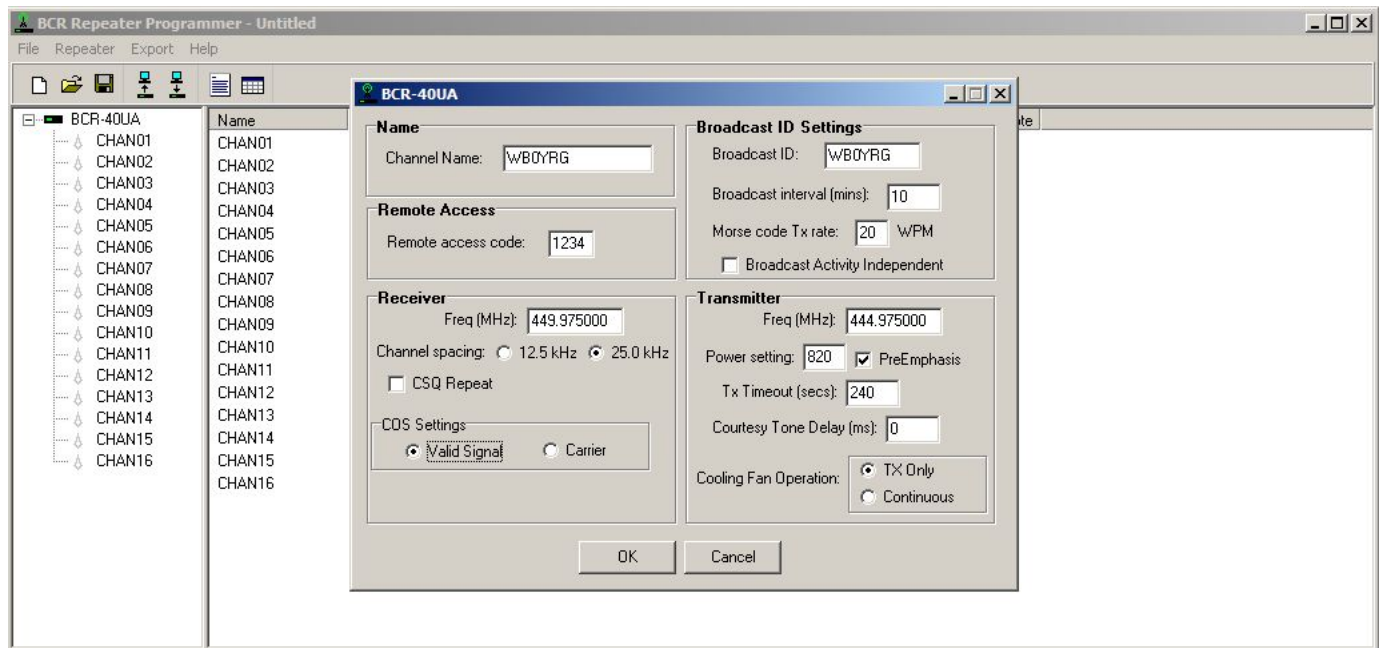 BCR Repeater Programmer - Untitled
File Repeater Export Help
BCR-40UA
CHAN01
CHAN02
CHAN03
CHAN04
CHAN05
CHAN06
CHAN07
CHAN08
CHAN09
CHAN10
CHAN11
CHAN12
CHAN13
CHAN14
CHAN15
CHAN16
Name
CHAN01
CHAN02
CHAN03
CHAN04
CHAN05
CHAN06
CHAN07
CHAN08
CHAN09
CHAN10
CHAN11
CHAN12
CHAN13
CHAN14
CHAN15
CHAN16
BCR-40UA
Name
Channel Name: WB0YRG
Remote Access
Remote access code: 1234
Receiver
Freq (MHz): 449.975000
Channel spacing: 12.5 kHz 25.0 kHz
CSQ Repeat
COS Settings
Valid Signal Carrier
Broadcast ID Settings
Broadcast ID: WB0YRG
Broadcast interval (mins): 10
Morse code Tx rate: 20 WPM
Broadcast Activity Independent
Transmitter
Freq (MHz): 444.975000
Power setting: 820 PreEmphasis
Tx Timeout (secs): 240
Courtesy Tone Delay (ms): 0
Cooling Fan Operation: TX Only
Continuous
OK Cancel